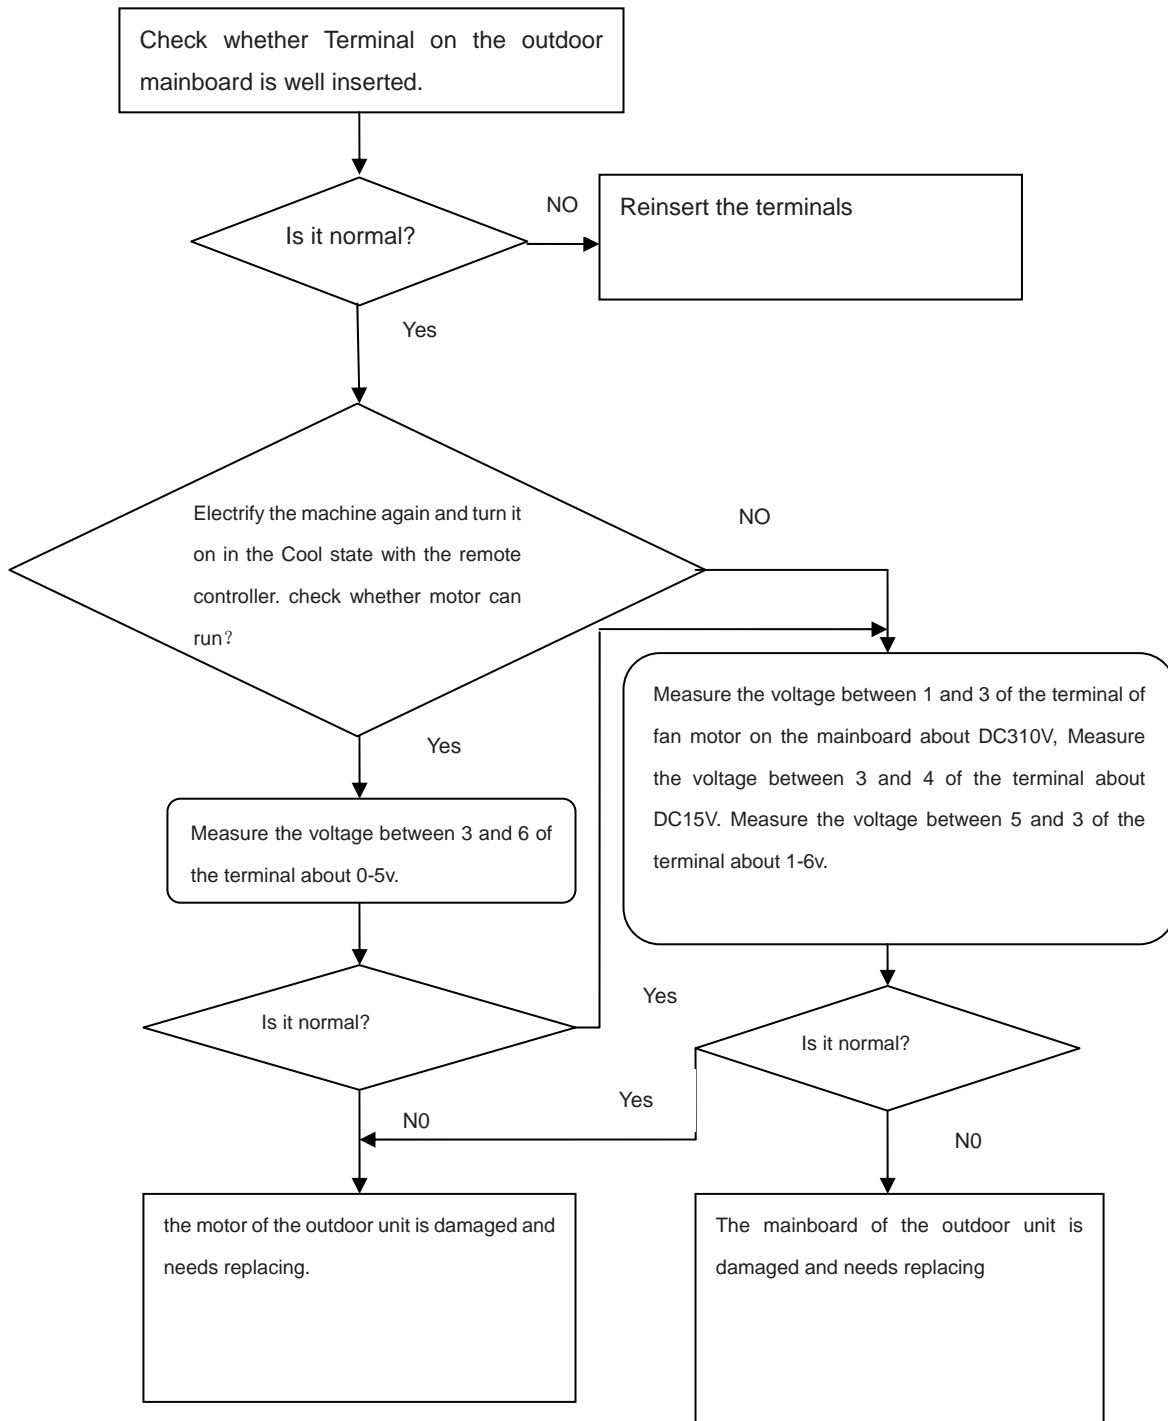 Check whether Terminal on the outdoor
mainboard is well inserted.
Is it normal?
NO
Reinsert the terminals
Yes
Electrify the machine again and turn it
on in the Cool state with the remote
controller. check whether motor can
run？
NO
Yes
Measure the voltage between 3 and 6 of
the terminal about 0-5v.
Measure the voltage between 1 and 3 of the terminal of
fan motor on the mainboard about DC310V, Measure
the voltage between 3 and 4 of the terminal about
DC15V. Measure the voltage between 5 and 3 of the
terminal about 1-6v.
Is it normal?
Yes
Is it normal?
Yes
N0
N0
the motor of the outdoor unit is damaged and
needs replacing.
The mainboard of the outdoor unit is
damaged and needs replacing